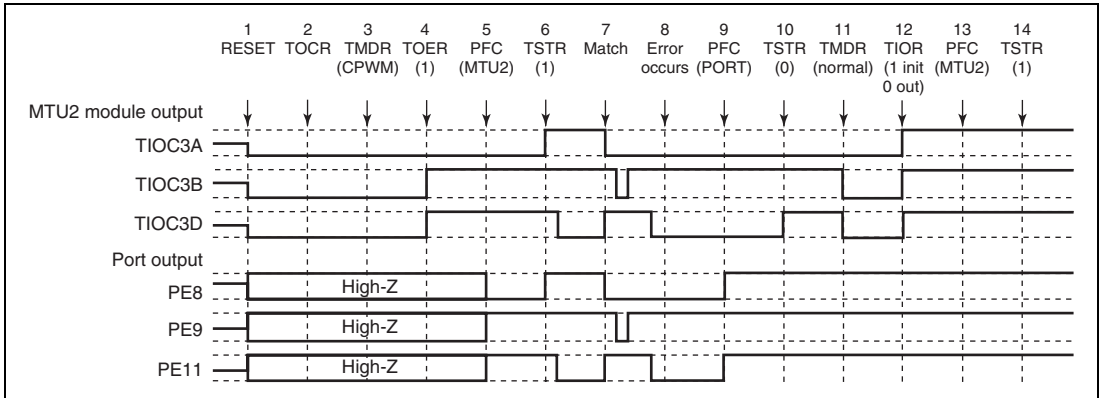 1 2 3 4 5 6 7 8 9 10 11 12 13 14
RESET TOCR TMDR TOER PFC TSTR Match Error PFC TSTR TMDR TIOR PFC TSTR
(CPWM) (1) (MTU2) (1) occurs (PORT) (0) (normal) (1 init (MTU2) (1)
0 out)
MTU2 module output
TIOC3A
TIOC3B
TIOC3D
Port output
PE8 High-Z
PE9 High-Z
PE11 High-Z